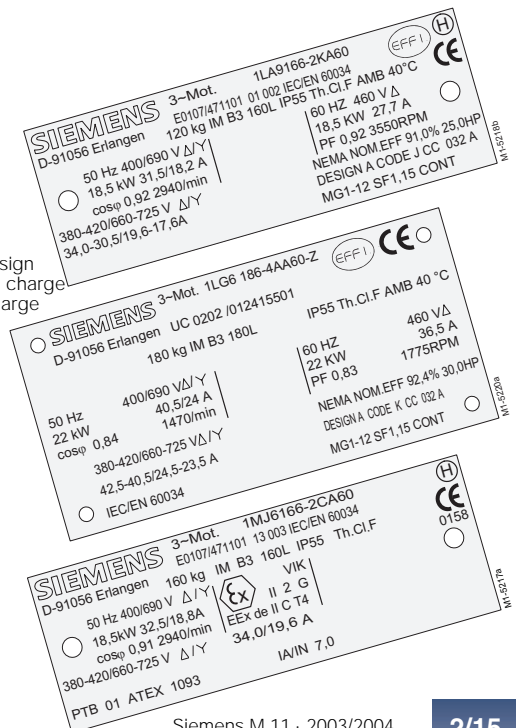 SIEMENS 3~Mot. 1LA9166-2KA60
D-91056 Erlangen E0107/471101 01 002 IEC/EN 60034
120 kg IM B3 160L IP55 Th.Cl.F AMB 40°C
EFF 1
H
CE
50 Hz 400/690 V Δ/Y
18,5 kW 31,5/18,2 A
cosφ 0,92 2940/min
380-420/660-725 V Δ/Y
34,0-30,5/19,6-17,6A
60 HZ 460 V Δ
18,5 KW 27,7 A
PF 0,92 3550RPM
NEMA NOM.EFF 91,0% 25,0HP
DESIGN A CODE J CC 032 A
MG1-12 SF1,15 CONT
M1-5218b
sign
charge
arge
SIEMENS 3~Mot. 1LG6 186-4AA60-Z
D-91056 Erlangen UC 0202 /012415501
180 kg IM B3 180L IP55 Th.Cl.F AMB 40 °C
EFF 1
CE
50 Hz 400/690 VΔ/Y
22 kW 40,5/24 A
cosφ 0,84 1470/min
380-420/660-725 VΔ/Y
42,5-40,5/24,5-23,5 A
IEC/EN 60034
60 HZ 460 VΔ
22 KW 36,5 A
PF 0,83 1775RPM
NEMA NOM.EFF 92,4% 30,0HP
DESIGN A CODE K CC 032 A
MG1-12 SF1,15 CONT
M1-5220a
SIEMENS 3~Mot. 1MJ6166-2CA60
D-91056 Erlangen E0107/471101 13 003 IEC/EN 60034
160 kg IM B3 160L IP55 Th.Cl.F
H
CE
0158
50 Hz 400/690 V Δ/Y
18,5kW 32,5/18,8A
cosφ 0,91 2940/min
380-420/660-725 V Δ/Y
Ex VIK
II 2 G
EEx de II C T4
34,0/19,6 A
PTB 01 ATEX 1093 IA/IN 7,0
M1-5217a
Siemens M 11 · 2003/2004 2/15